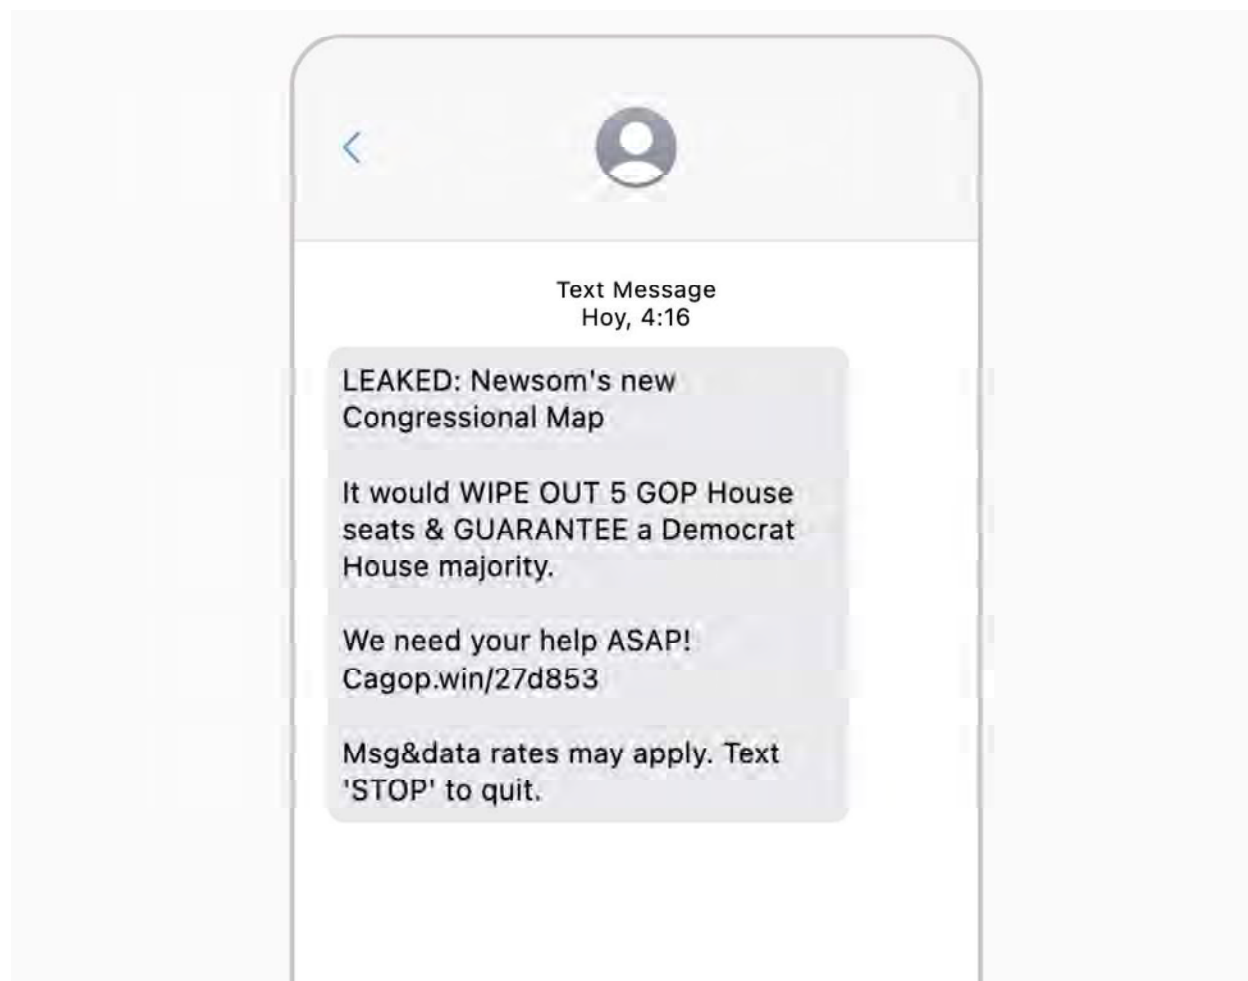 Text Message
Hoy, 4:16
LEAKED: Newsom's new
Congressional Map
It would WIPE OUT 5 GOP House
seats & GUARANTEE a Democrat
House majority.
We need your help ASAP!
Cagop.win/27d853
Msg&data rates may apply. Text
'STOP' to quit.